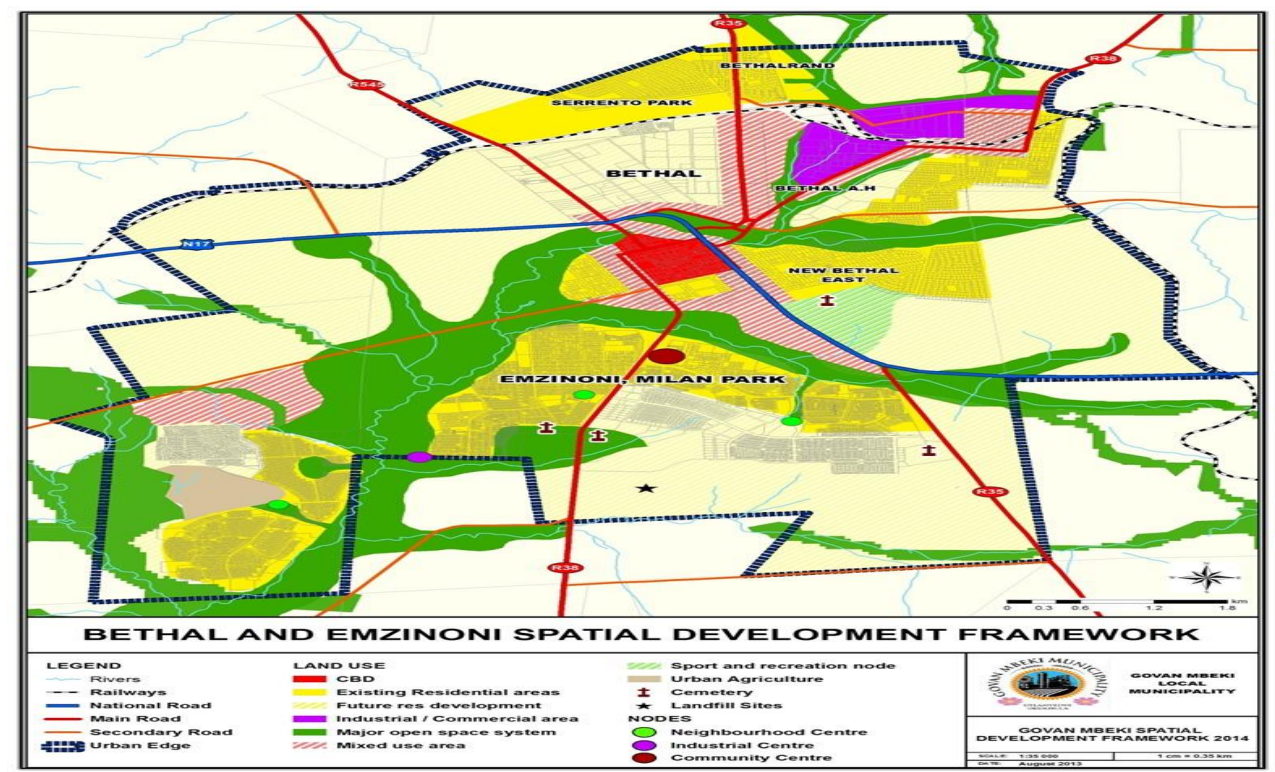 R35
BETHALRAND
R38
R545
SERRENTO PARK
BETHAL
BETHAL A.H
N17
NEW BETHAL
EAST
EMZINONI, MILAN PARK
R35
R38
km
0 0.3 0.6 1.2 1.8
BETHAL AND EMZINONI SPATIAL DEVELOPMENT FRAMEWORK
LEGEND
Rivers
Railways
National Road
Main Road
Secondary Road
Urban Edge
LAND USE
CBD
Existing Residential areas
Future res development
Industrial / Commercial area
Major open space system
Mixed use area
Sport and recreation node
Urban Agriculture
Cemetery
Landfill Sites
NODES
Neighbourhood Centre
Industrial Centre
Community Centre
GOVAN MBEKI MUNICIPALITY
GOVAN MBEKI
LOCAL
MUNICIPALITY
GOVAN MBEKI SPATIAL
DEVELOPMENT FRAMEWORK 2014
SCALE: 1:35 000
1 cm = 0.35 km
DATE: August 2013